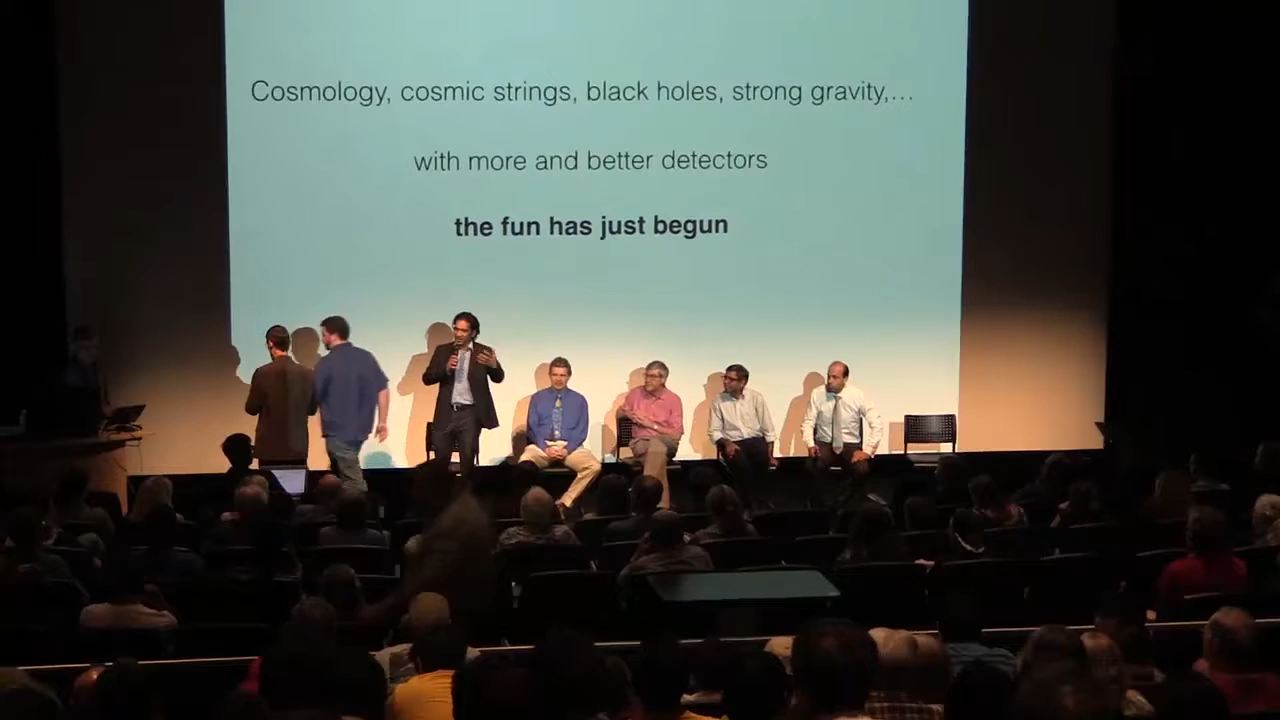 Cosmology, cosmic strings, black holes, strong gravity,...
with more and better detectors
the fun has just begun